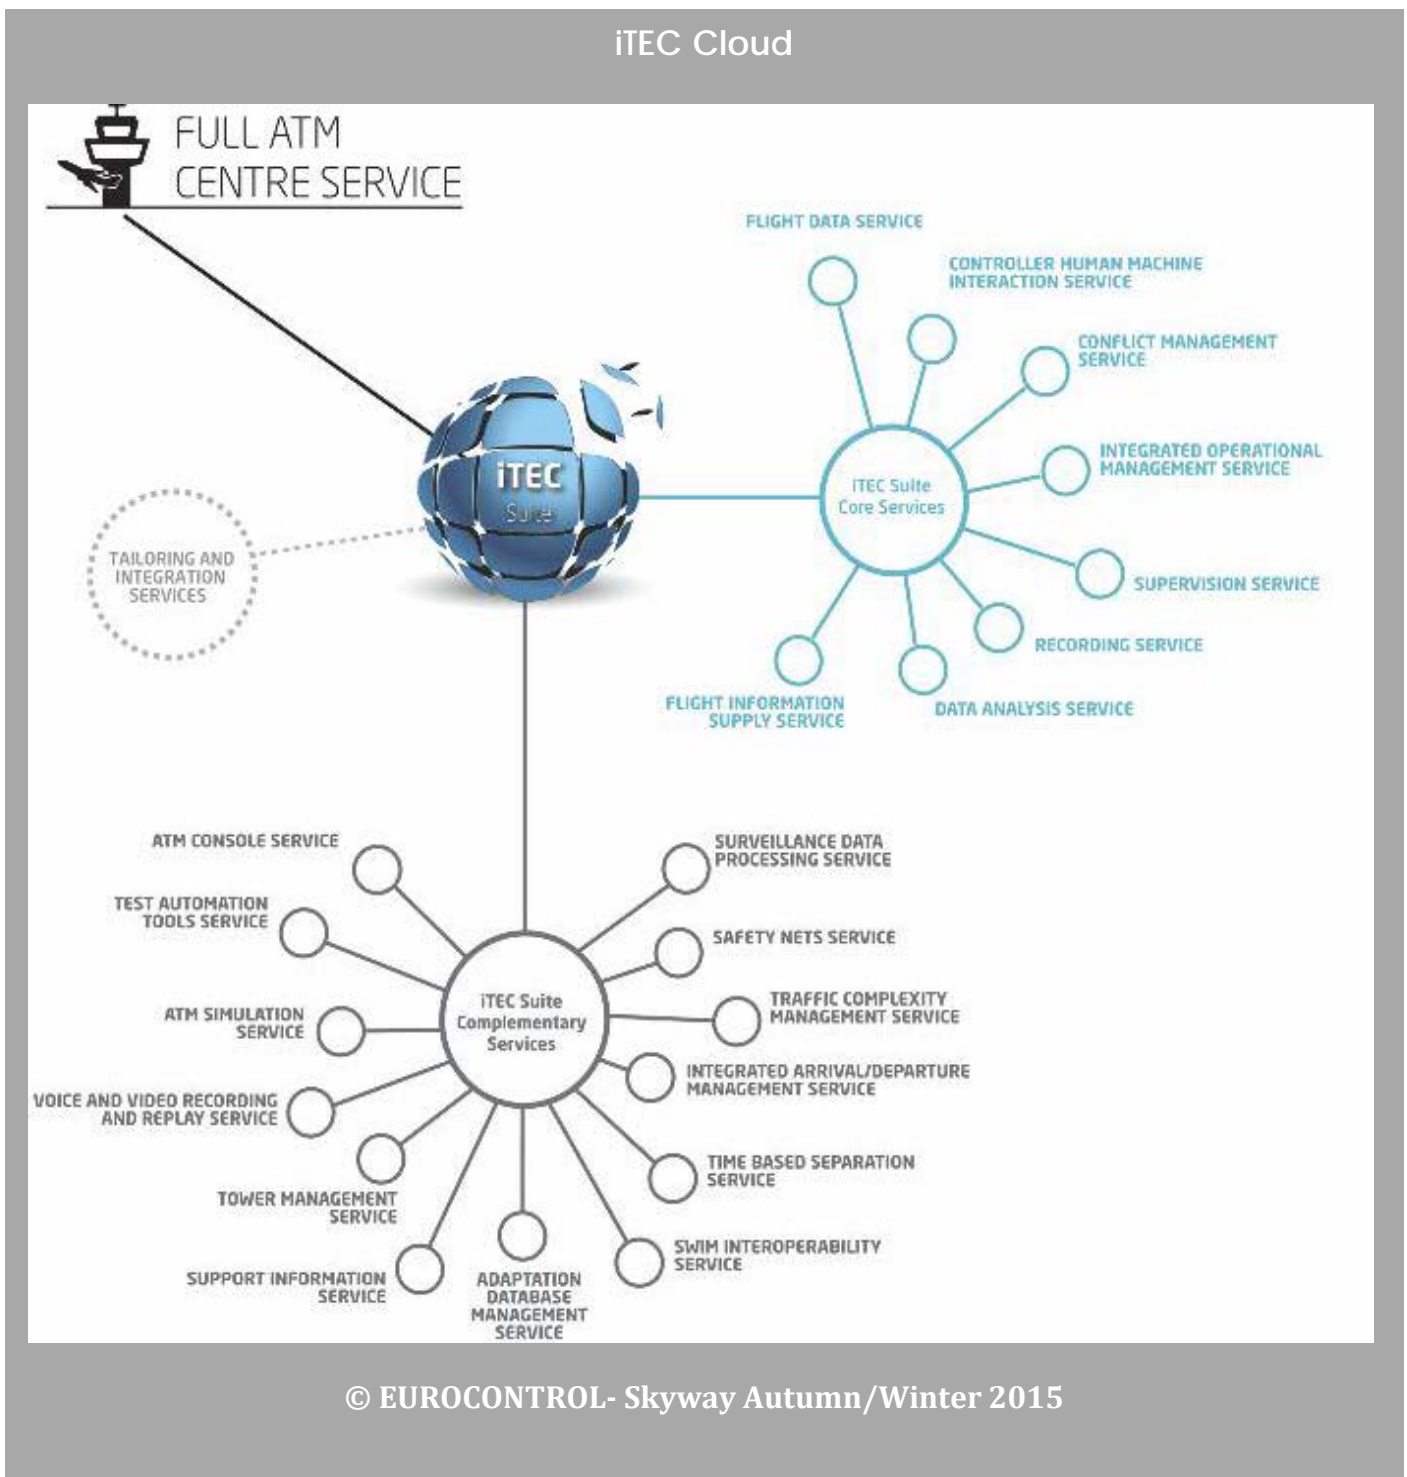 iTEC Cloud
FULL ATM
CENTRE SERVICE
FLIGHT DATA SERVICE
CONTROLLER HUMAN MACHINE
INTERACTION SERVICE
CONFLICT MANAGEMENT
SERVICE
INTEGRATED OPERATIONAL
MANAGEMENT SERVICE
iTEC Suite
Core Services
SUPERVISION SERVICE
RECORDING SERVICE
DATA ANALYSIS SERVICE
FLIGHT INFORMATION
SUPPLY SERVICE
iTEC
Suite
TAILORING AND
INTEGRATION
SERVICES
ATM CONSOLE SERVICE
TEST AUTOMATION
TOOLS SERVICE
ATM SIMULATION
SERVICE
VOICE AND VIDEO RECORDING
AND REPLAY SERVICE
TOWER MANAGEMENT
SERVICE
SUPPORT INFORMATION
SERVICE
ADAPTATION
DATABASE
MANAGEMENT
SERVICE
iTEC Suite
Complementary
Services
SURVEILLANCE DATA
PROCESSING SERVICE
SAFETY NETS SERVICE
TRAFFIC COMPLEXITY
MANAGEMENT SERVICE
INTEGRATED ARRIVAL/DEPARTURE
MANAGEMENT SERVICE
TIME BASED SEPARATION
SERVICE
SWIM INTEROPERABILITY
SERVICE
© EUROCONTROL- Skyway Autumn/Winter 2015